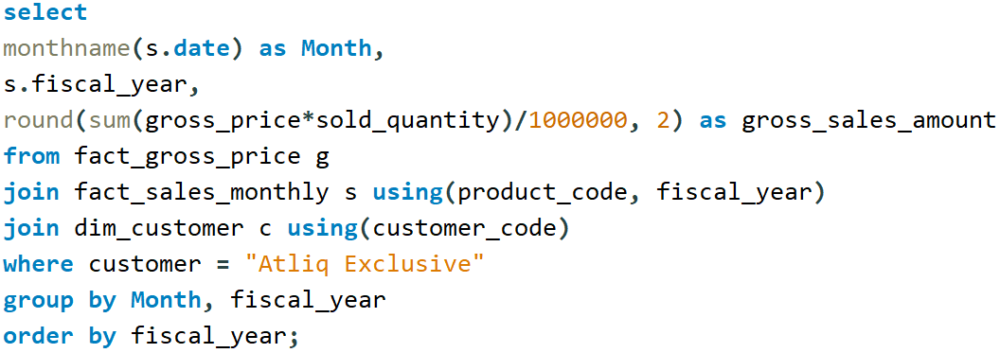 select
monthname(s.date) as Month,
s.fiscal_year,
round(sum(gross_price*sold_quantity)/1000000, 2) as gross_sales_amount
from fact_gross_price g
join fact_sales_monthly s using(product_code, fiscal_year)
join dim_customer c using(customer_code)
where customer = "Atliq Exclusive"
group by Month, fiscal_year
order by fiscal_year;